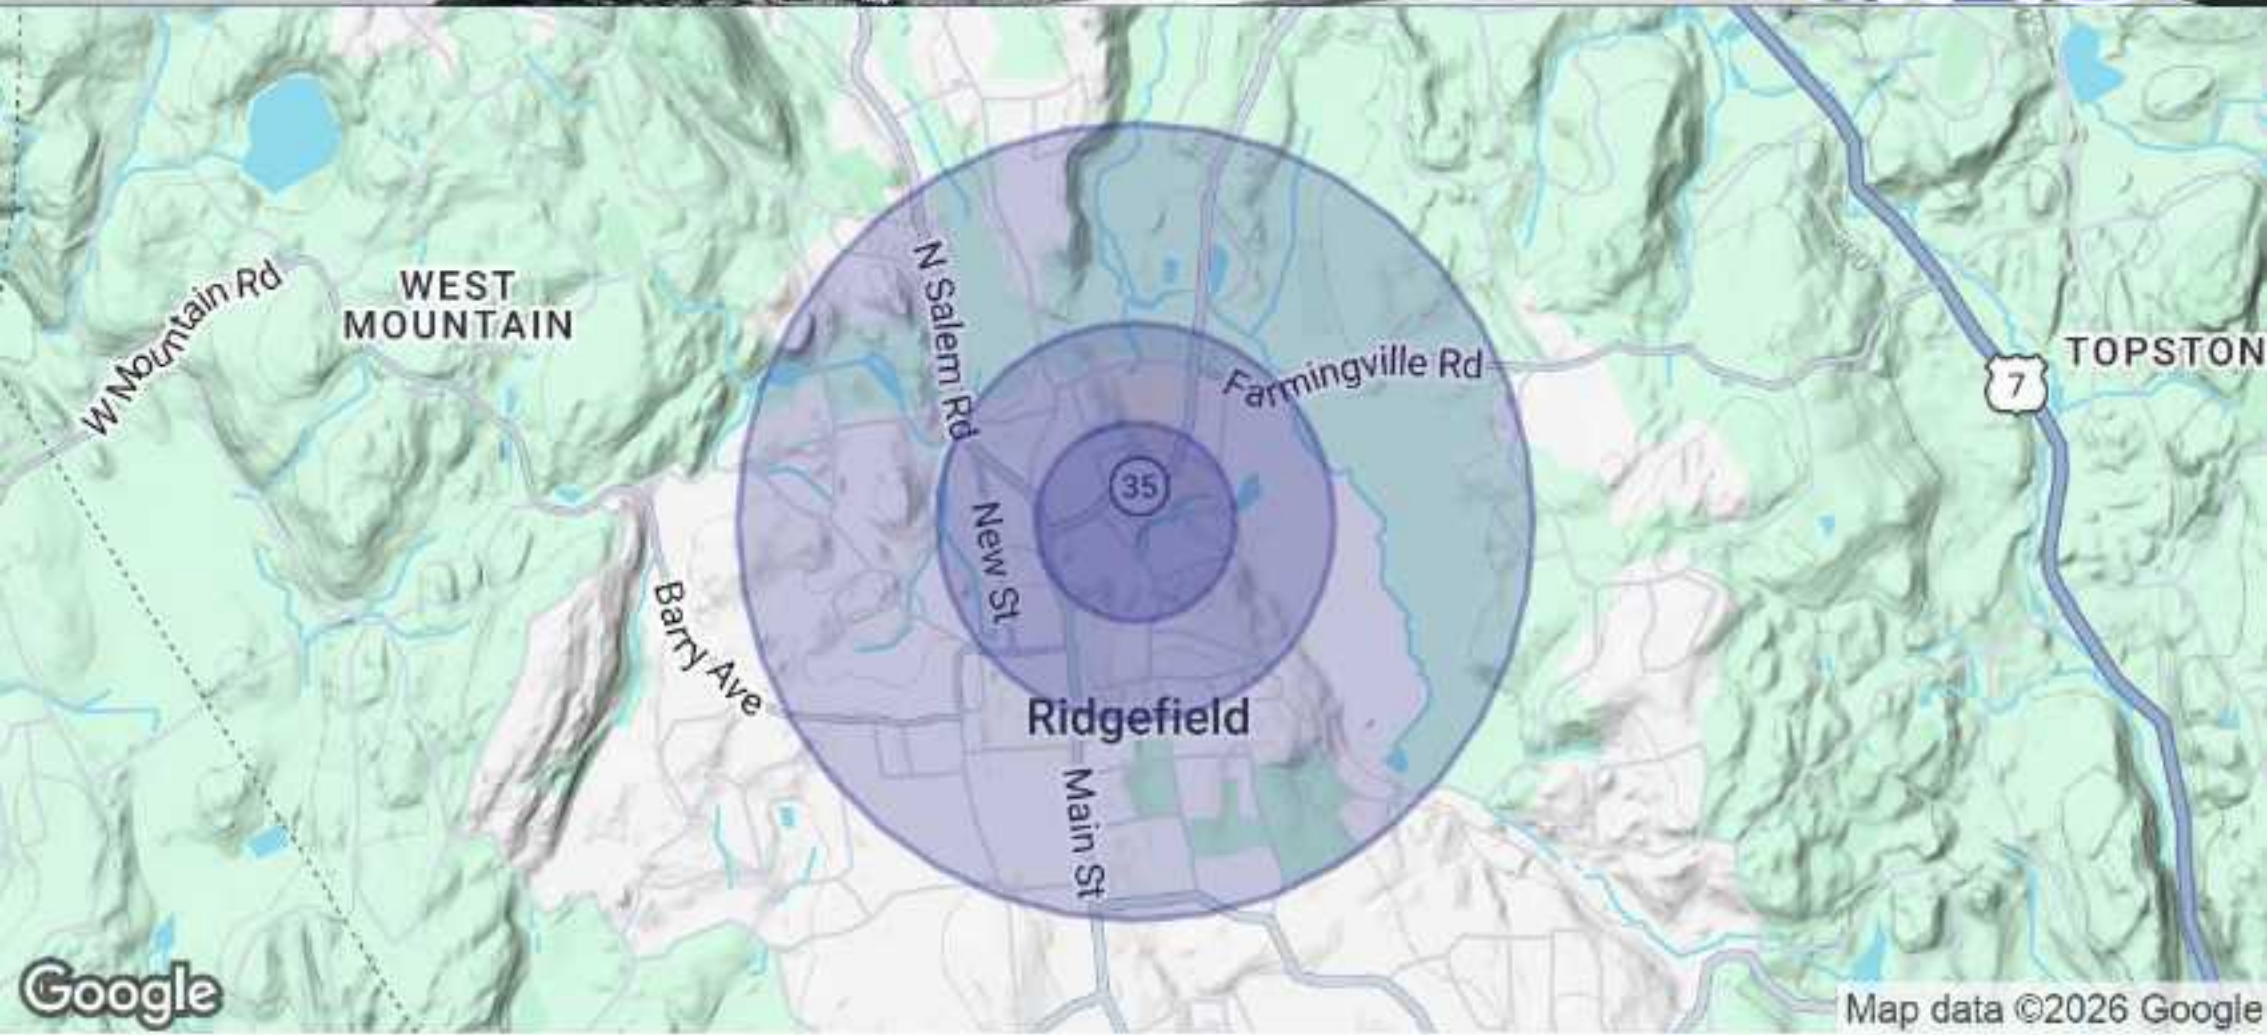 N Salem Rd
W Mountain Rd
WEST
MOUNTAIN
Farmingville Rd
7
TOPSTON
35
New St
Barry Ave
Ridgefield
Main St
Google
Map data ©2026 Google